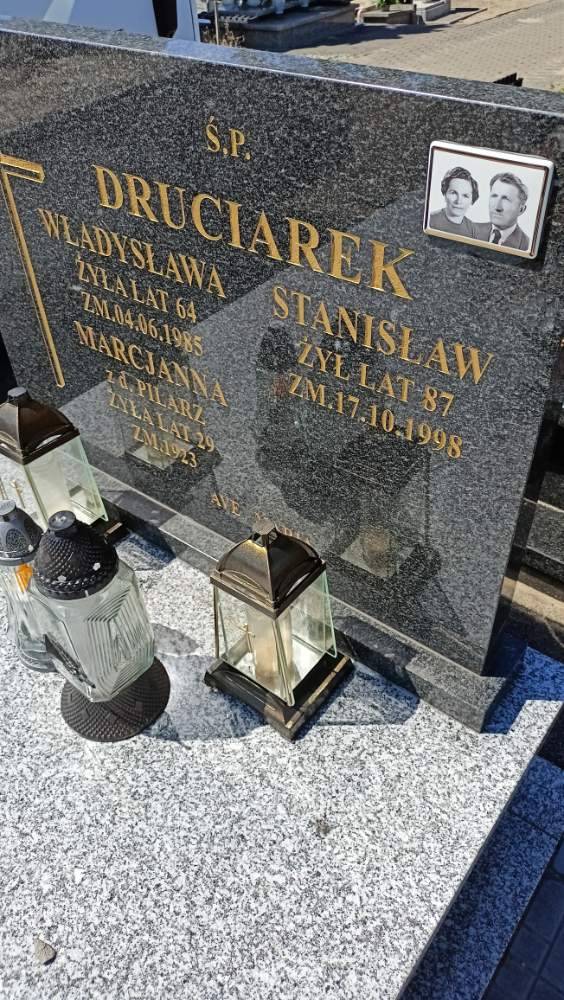 Ś.P.
DRUCIAREK
WŁADYSŁAWA
ŻYŁA LAT 64
ZM.04.06.1985
MARCJANNA
z d. PILARZ
ŻYŁA LAT 29
ZM.1923
STANISŁAW
ŻYŁ LAT 87
ZM.17.10.1998
AVE